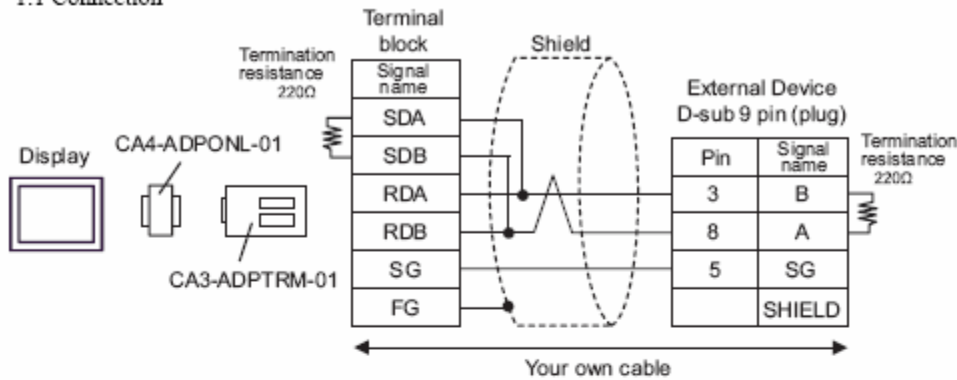 1.1 Connection
Terminal block
Shield
Termination resistance 220Ω
Signal name
External Device
D-sub 9 pin (plug)
SDA
CA4-ADPONL-01
SDB
Display
RDA
RDB
CA3-ADPTRM-01
SG
FG
Pin
Signal name
Termination resistance 220Ω
3
B
8
A
5
SG
SHIELD
Your own cable